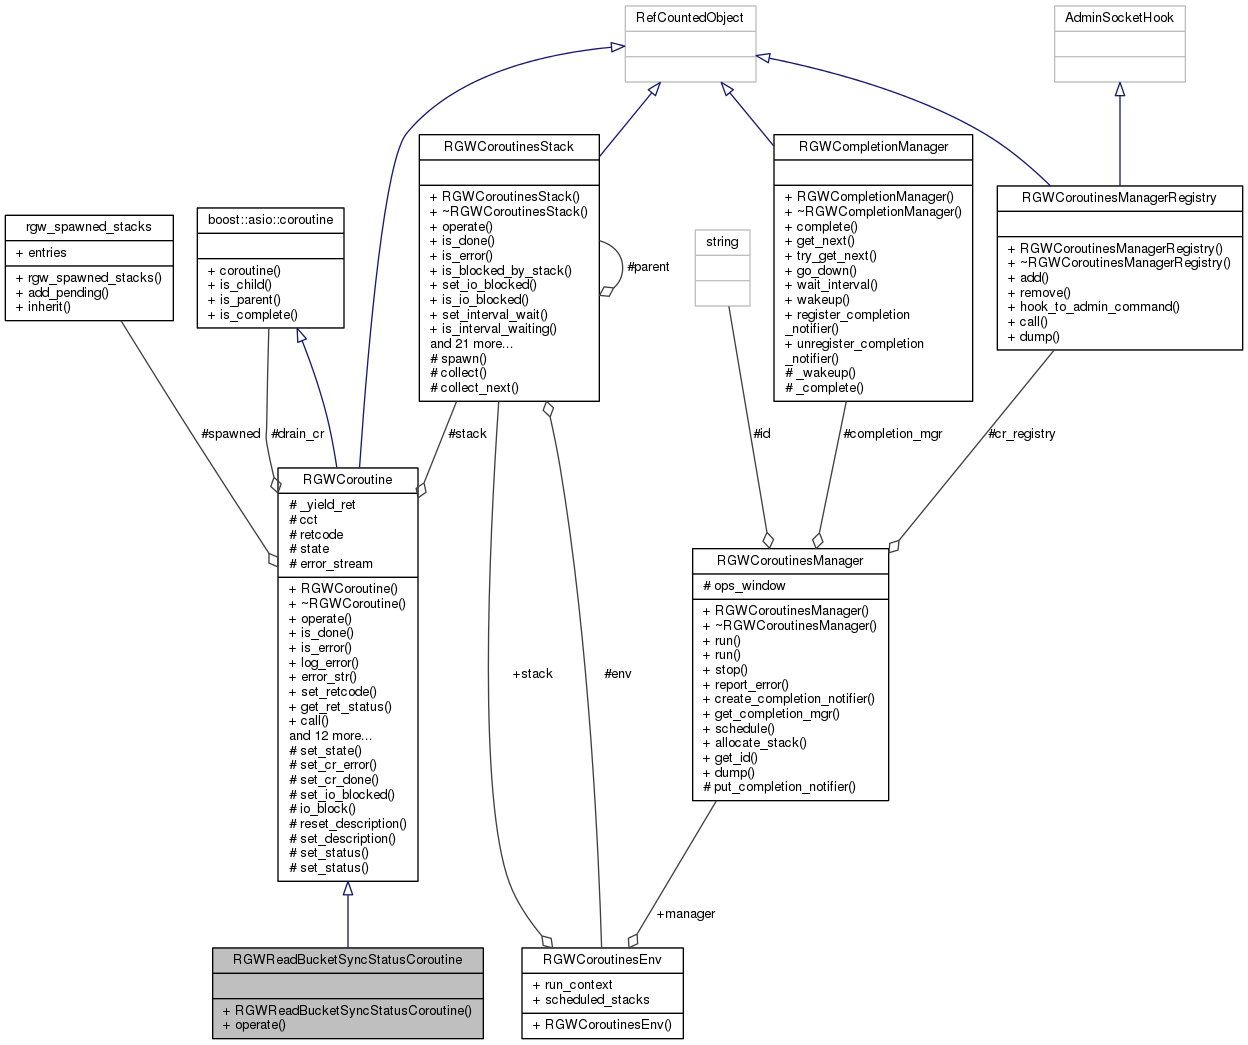 RefCountedObject
AdminSocketHook
RGWCoroutinesStack
+ RGWCoroutinesStack()
+ ~RGWCoroutinesStack()
+ operate()
+ is_done()
+ is_error()
+ is_blocked_by_stack()
+ set_io_blocked()
+ is_io_blocked()
+ set_interval_wait()
+ is_interval_waiting()
and 21 more...
# spawn()
# collect()
# collect_next()
#parent
RGWCompletionManager
+ RGWCompletionManager()
+ ~RGWCompletionManager()
+ complete()
+ get_next()
+ try_get_next()
+ go_down()
+ wait_interval()
+ wakeup()
+ register_completion
_notifier()
+ unregister_completion
_notifier()
# _wakeup()
# _complete()
RGWCoroutinesManagerRegistry
+ RGWCoroutinesManagerRegistry()
+ ~RGWCoroutinesManagerRegistry()
+ add()
+ remove()
+ hook_to_admin_command()
+ call()
+ dump()
rgw_spawned_stacks
+ entries
+ rgw_spawned_stacks()
+ add_pending()
+ inherit()
boost::asio::coroutine
+ coroutine()
+ is_child()
+ is_parent()
+ is_complete()
string
#spawned
#drain_cr
#stack
#id
#completion_mgr
#cr_registry
RGWCoroutine
# _yield_ret
# cct
# retcode
# state
# error_stream
+ RGWCoroutine()
+ ~RGWCoroutine()
+ operate()
+ is_done()
+ is_error()
+ log_error()
+ error_str()
+ set_retcode()
+ get_ret_status()
+ call()
and 12 more...
# set_state()
# set_cr_error()
# set_cr_done()
# set_io_blocked()
# io_block()
# reset_description()
# set_description()
# set_status()
# set_status()
+stack
#env
RGWCoroutinesManager
# ops_window
+ RGWCoroutinesManager()
+ ~RGWCoroutinesManager()
+ run()
+ run()
+ stop()
+ report_error()
+ create_completion_notifier()
+ get_completion_mgr()
+ schedule()
+ allocate_stack()
+ get_id()
+ dump()
# put_completion_notifier()
+manager
RGWReadBucketSyncStatusCoroutine
+ RGWReadBucketSyncStatusCoroutine()
+ operate()
RGWCoroutinesEnv
+ run_context
+ scheduled_stacks
+ RGWCoroutinesEnv()